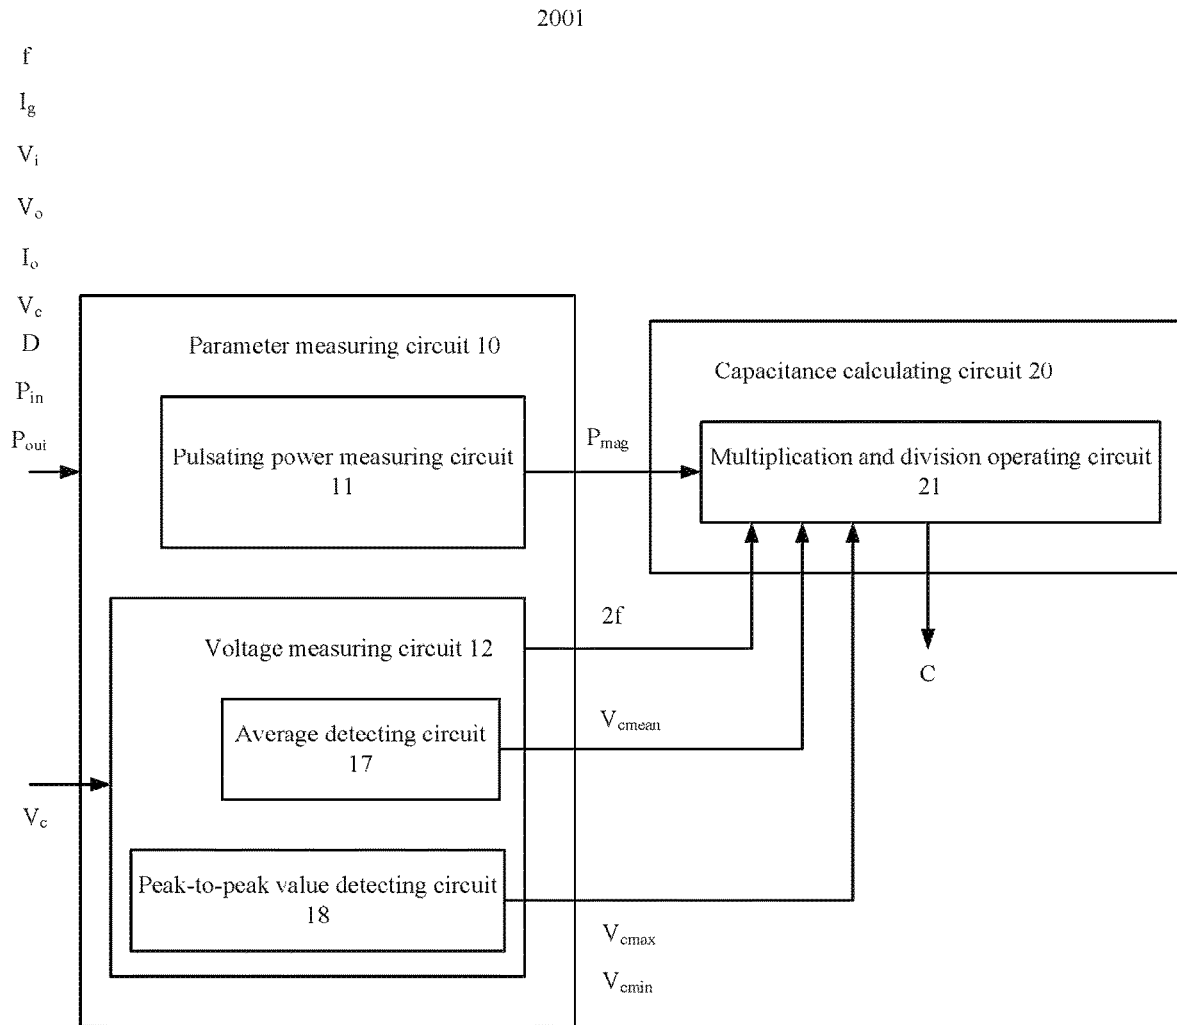 2001
f
I_g
V_i
V_o
I_o
V_c
D
P_in
P_oui
Parameter measuring circuit 10
Pulsating power measuring circuit
11
P_mag
Capacitance calculating circuit 20
Multiplication and division operating circuit
21
Voltage measuring circuit 12
2f
C
Average detecting circuit
17
V_cmean
V_c
Peak-to-peak value detecting circuit
18
V_cmax
V_cmin